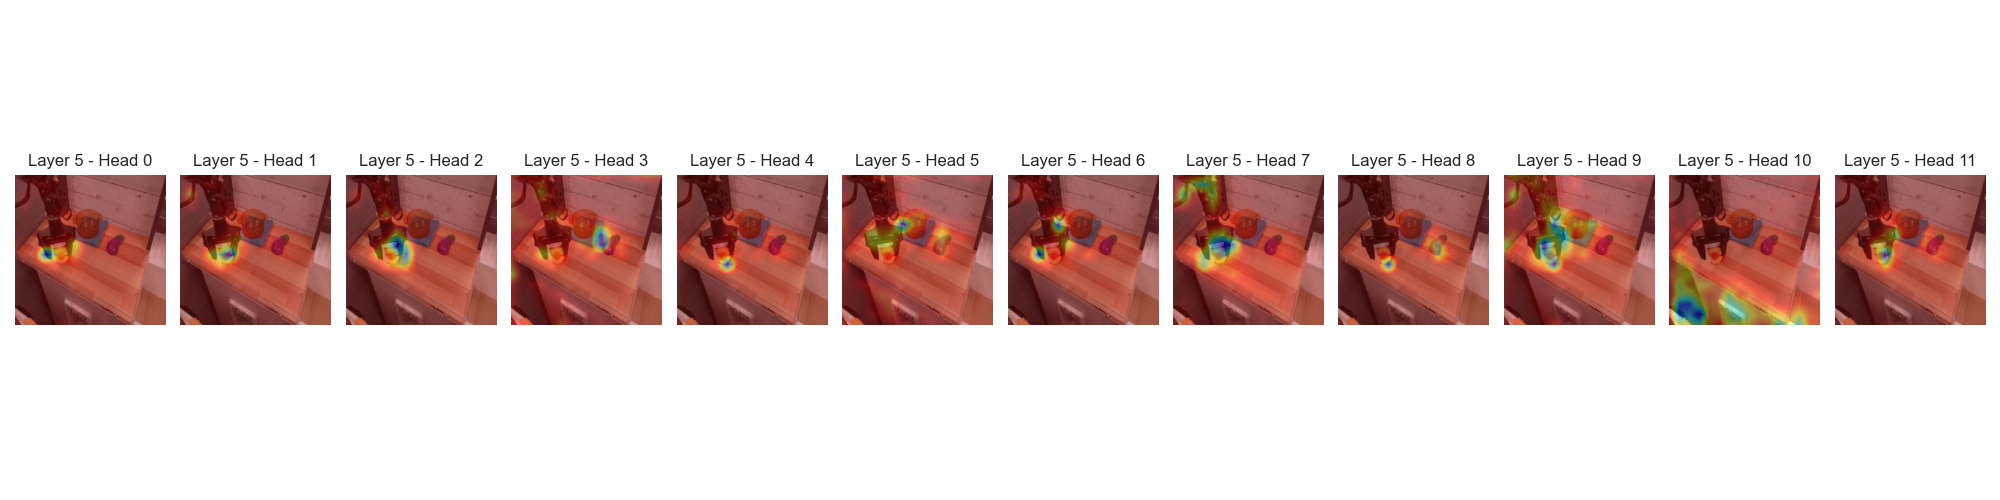 Layer 5 - Head 0
Layer 5 - Head 1
Layer 5 - Head 2
Layer 5 - Head 3
Layer 5 - Head 4
Layer 5 - Head 5
Layer 5 - Head 6
Layer 5 - Head 7
Layer 5 - Head 8
Layer 5 - Head 9
Layer 5 - Head 10
Layer 5 - Head 11